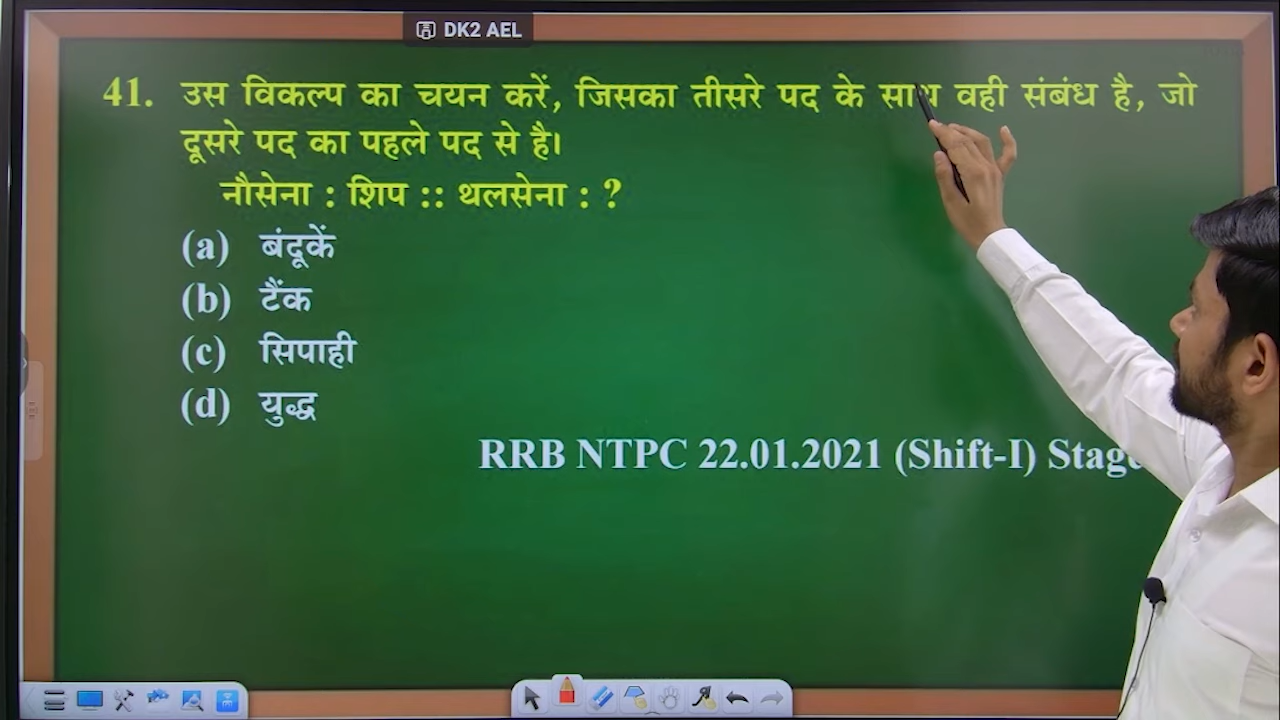 DK2 AEL
41. उस विकल्प का चयन करें, जिसका तीसरे पद के साथ वही संबंध है, जो
दूसरे पद का पहले पद से है।
नौसेना : शिप :: थलसेना : ?
(a) बंदूकें
(b) टैंक
(c) सिपाही
(d) युद्ध
RRB NTPC 22.01.2021 (Shift-I) Stage